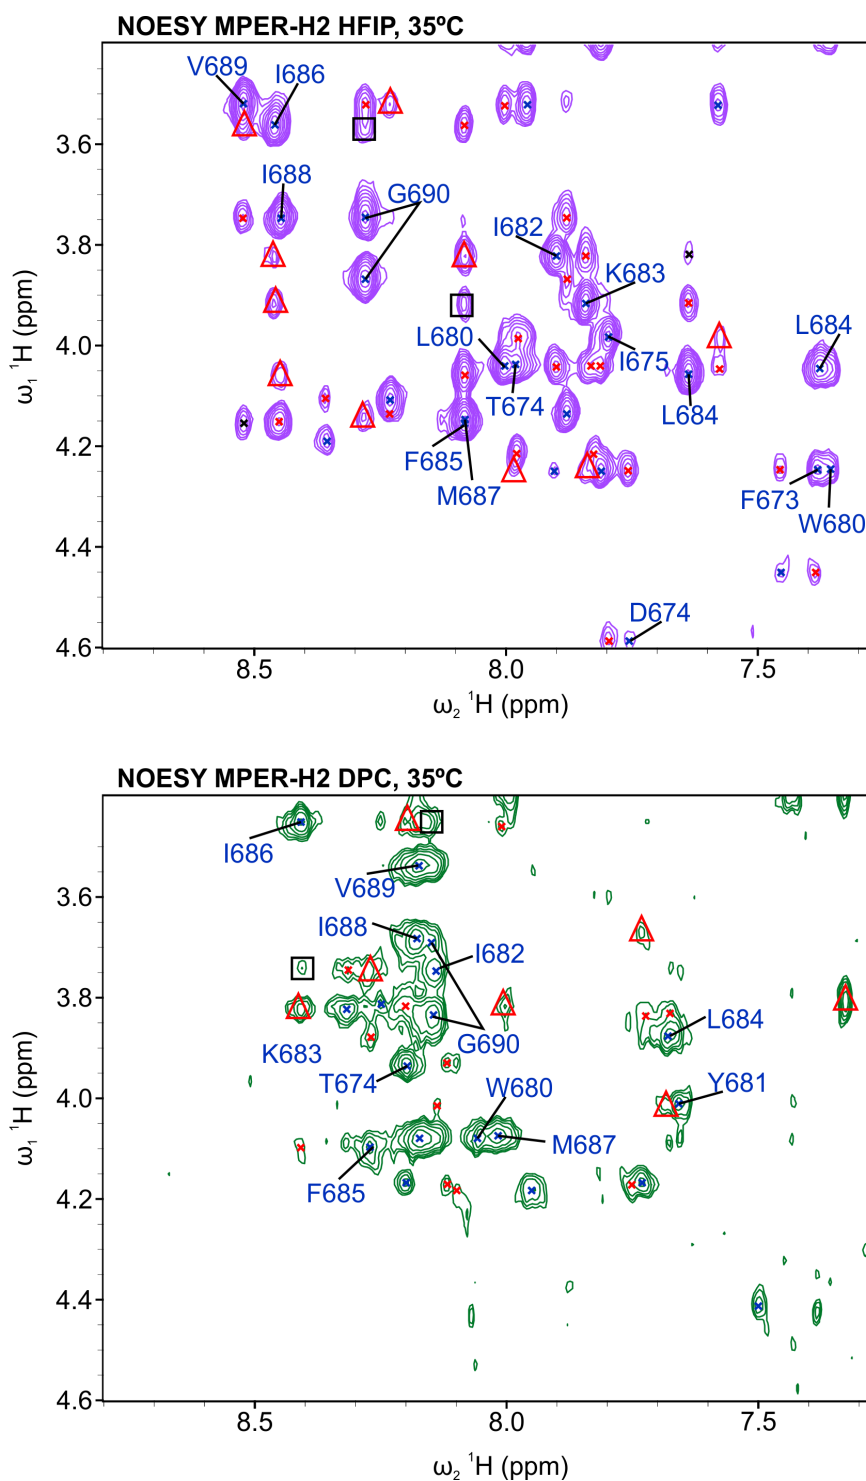 NOESY MPER-H2 HFIP, 35ºC
V689
I686
3.6
I688
G690
3.8
I682
K683
4.0
L680
L684
I675
T674
L684
4.2
F685
M687
F673
W680
4.4
D674
4.6
8.5
8.0
7.5
ω1 1H (ppm)
ω2 1H (ppm)
NOESY MPER-H2 DPC, 35ºC
I686
V689
3.6
I688
I682
3.8
L684
K683
G690
T674
W680
Y681
4.0
M687
F685
4.2
4.4
4.6
8.5
8.0
7.5
ω1 1H (ppm)
ω2 1H (ppm)